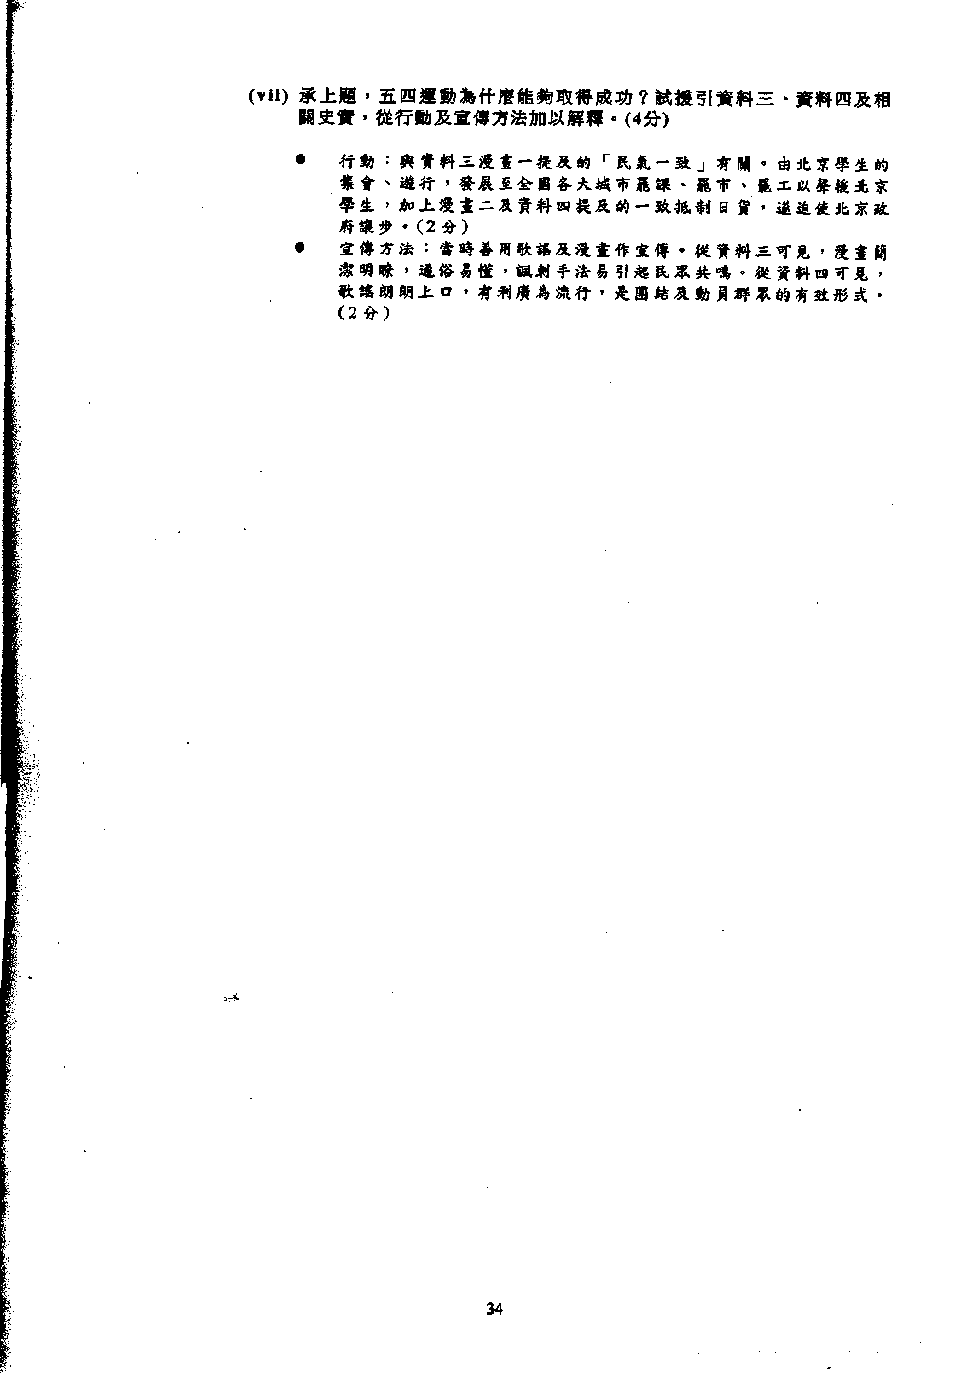 (vii) 承上題，五四運動為什麼能夠取得成功？試援引資料三、資料四及相
關史實，從行動及宣傳方法加以解釋。(4分)
● 行動：與資料三漫畫一提及的「民氣一致」有關。由北京學生的
集會、遊行，發展至全國各大城市罷課、罷市、罷工以聲援北京
學生，加上漫畫二及資料四提及的一致抵制日貨，遂迫使北京政
府讓步。(2分)
● 宣傳方法：當時善用歌謠及漫畫作宣傳。從資料三可見，漫畫簡
潔明瞭，通俗易懂，諷刺手法易引起民眾共鳴。從資料四可見，
歌謠朗朗上口，有利廣為流行，是團結及動員群眾的有效形式。
(2分)
34